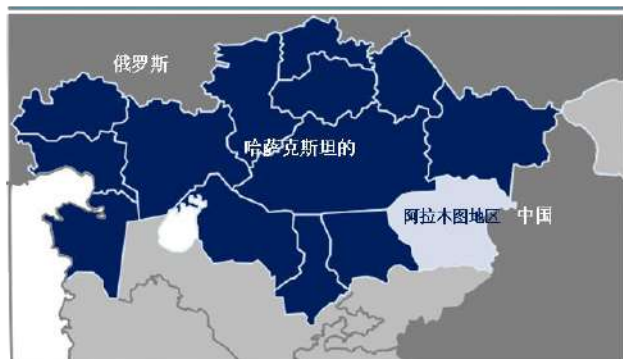 俄罗斯
哈萨克斯坦的
阿拉木图地区
中国